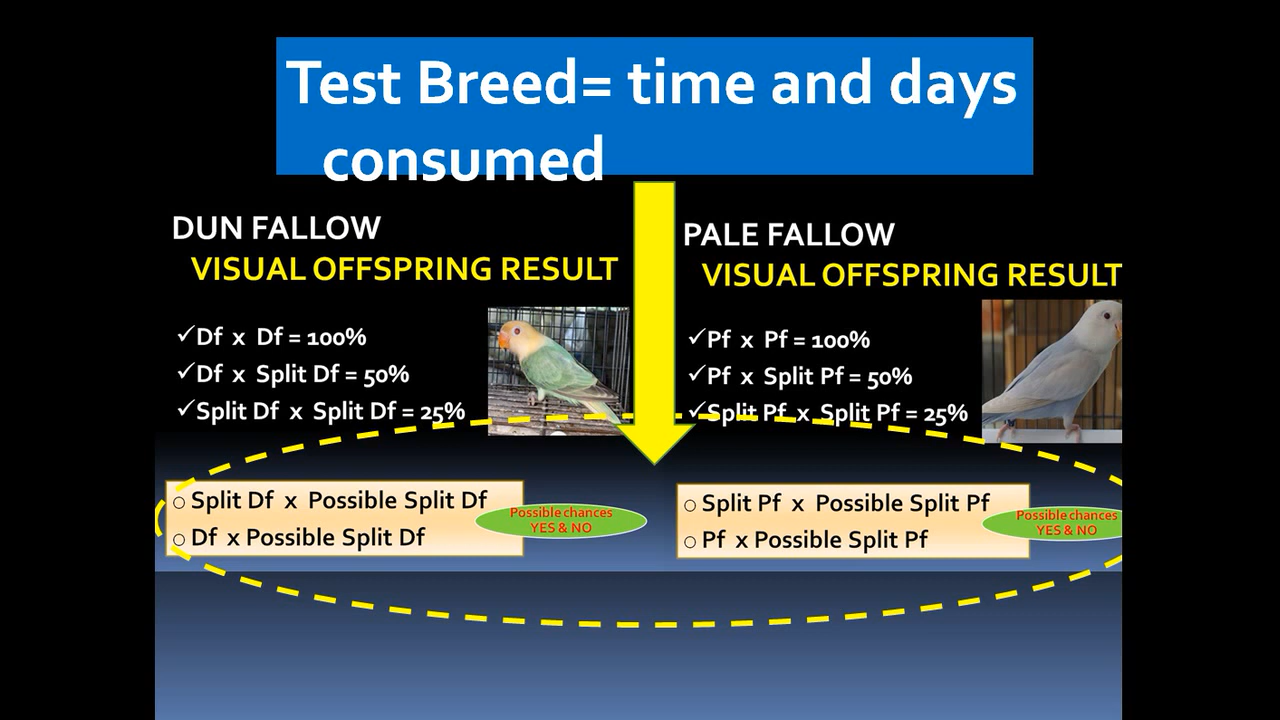 Test Breed= time and days
consumed
DUN FALLOW
VISUAL OFFSPRING RESULT
Df x Df = 100%
Df x Split Df = 50%
Split Df x Split Df = 25%
Split Df x Possible Split Df
Df x Possible Split Df
Possible chances
YES & NO
PALE FALLOW
VISUAL OFFSPRING RESULT
Pf x Pf = 100%
Pf x Split Pf = 50%
Split Pf x Split Pf = 25%
Split Pf x Possible Split Pf
Pf x Possible Split Pf
Possible chances
YES & NO